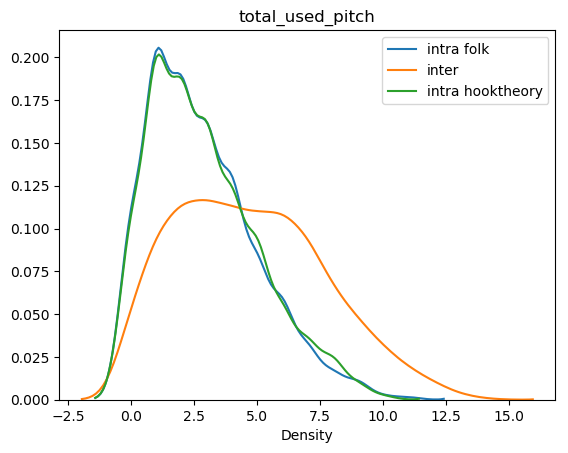 total_used_pitch
intra folk
inter
intra hooktheory
0.200
0.175
0.150
0.125
0.100
0.075
0.050
0.025
0.000
−2.5 0.0 2.5 5.0 7.5 10.0 12.5 15.0
Density